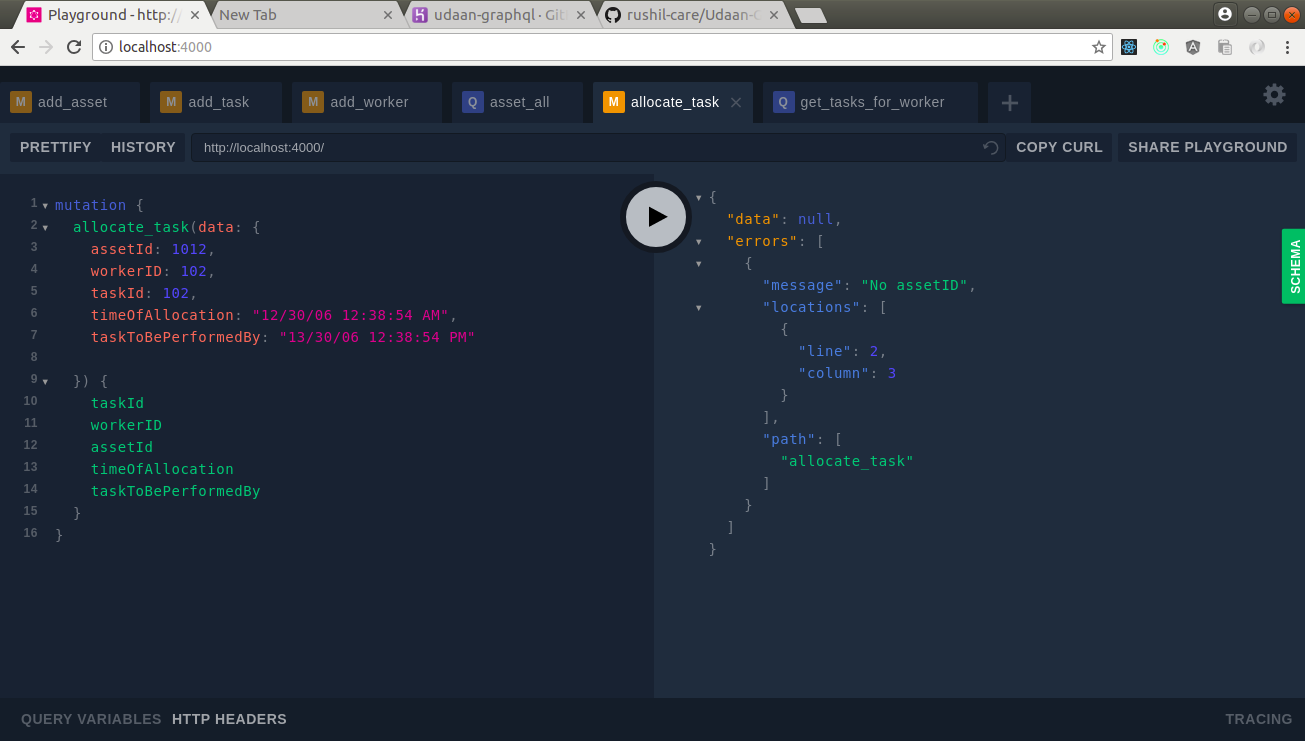 Playground - http:/
New Tab
udaan-graphql · Git
rushil-care/Udaan-G
localhost:4000
M add_asset
M add_task
M add_worker
Q asset_all
M allocate_task
Q get_tasks_for_worker
PRETTIFY HISTORY http://localhost:4000/ COPY CURL SHARE PLAYGROUND
1 mutation {
2 allocate_task(data: {
3 assetId: 1012,
4 workerID: 102,
5 taskId: 102,
6 timeOfAllocation: "12/30/06 12:38:54 AM",
7 taskToBePerformedBy: "13/30/06 12:38:54 PM"
8
9 }) {
10 taskId
11 workerID
12 assetId
13 timeOfAllocation
14 taskToBePerformedBy
15 }
16 }
{
"data": null,
"errors": [
{
"message": "No assetID",
"locations": [
{
"line": 2,
"column": 3
}
],
"path": [
"allocate_task"
]
}
]
}
SCHEMA
QUERY VARIABLES HTTP HEADERS
TRACING